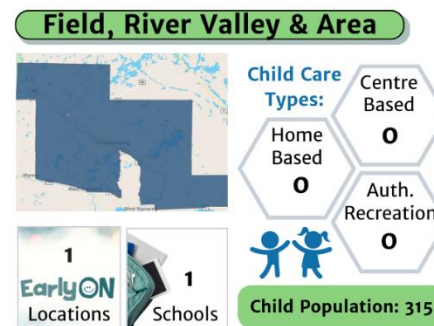 Field, River Valley & Area
Child Care
Types:
Centre
Based
0
Home
Based
0
Auth.
Recreation
0
1
EarlyON
Locations
1
Schools
Child Population: 315